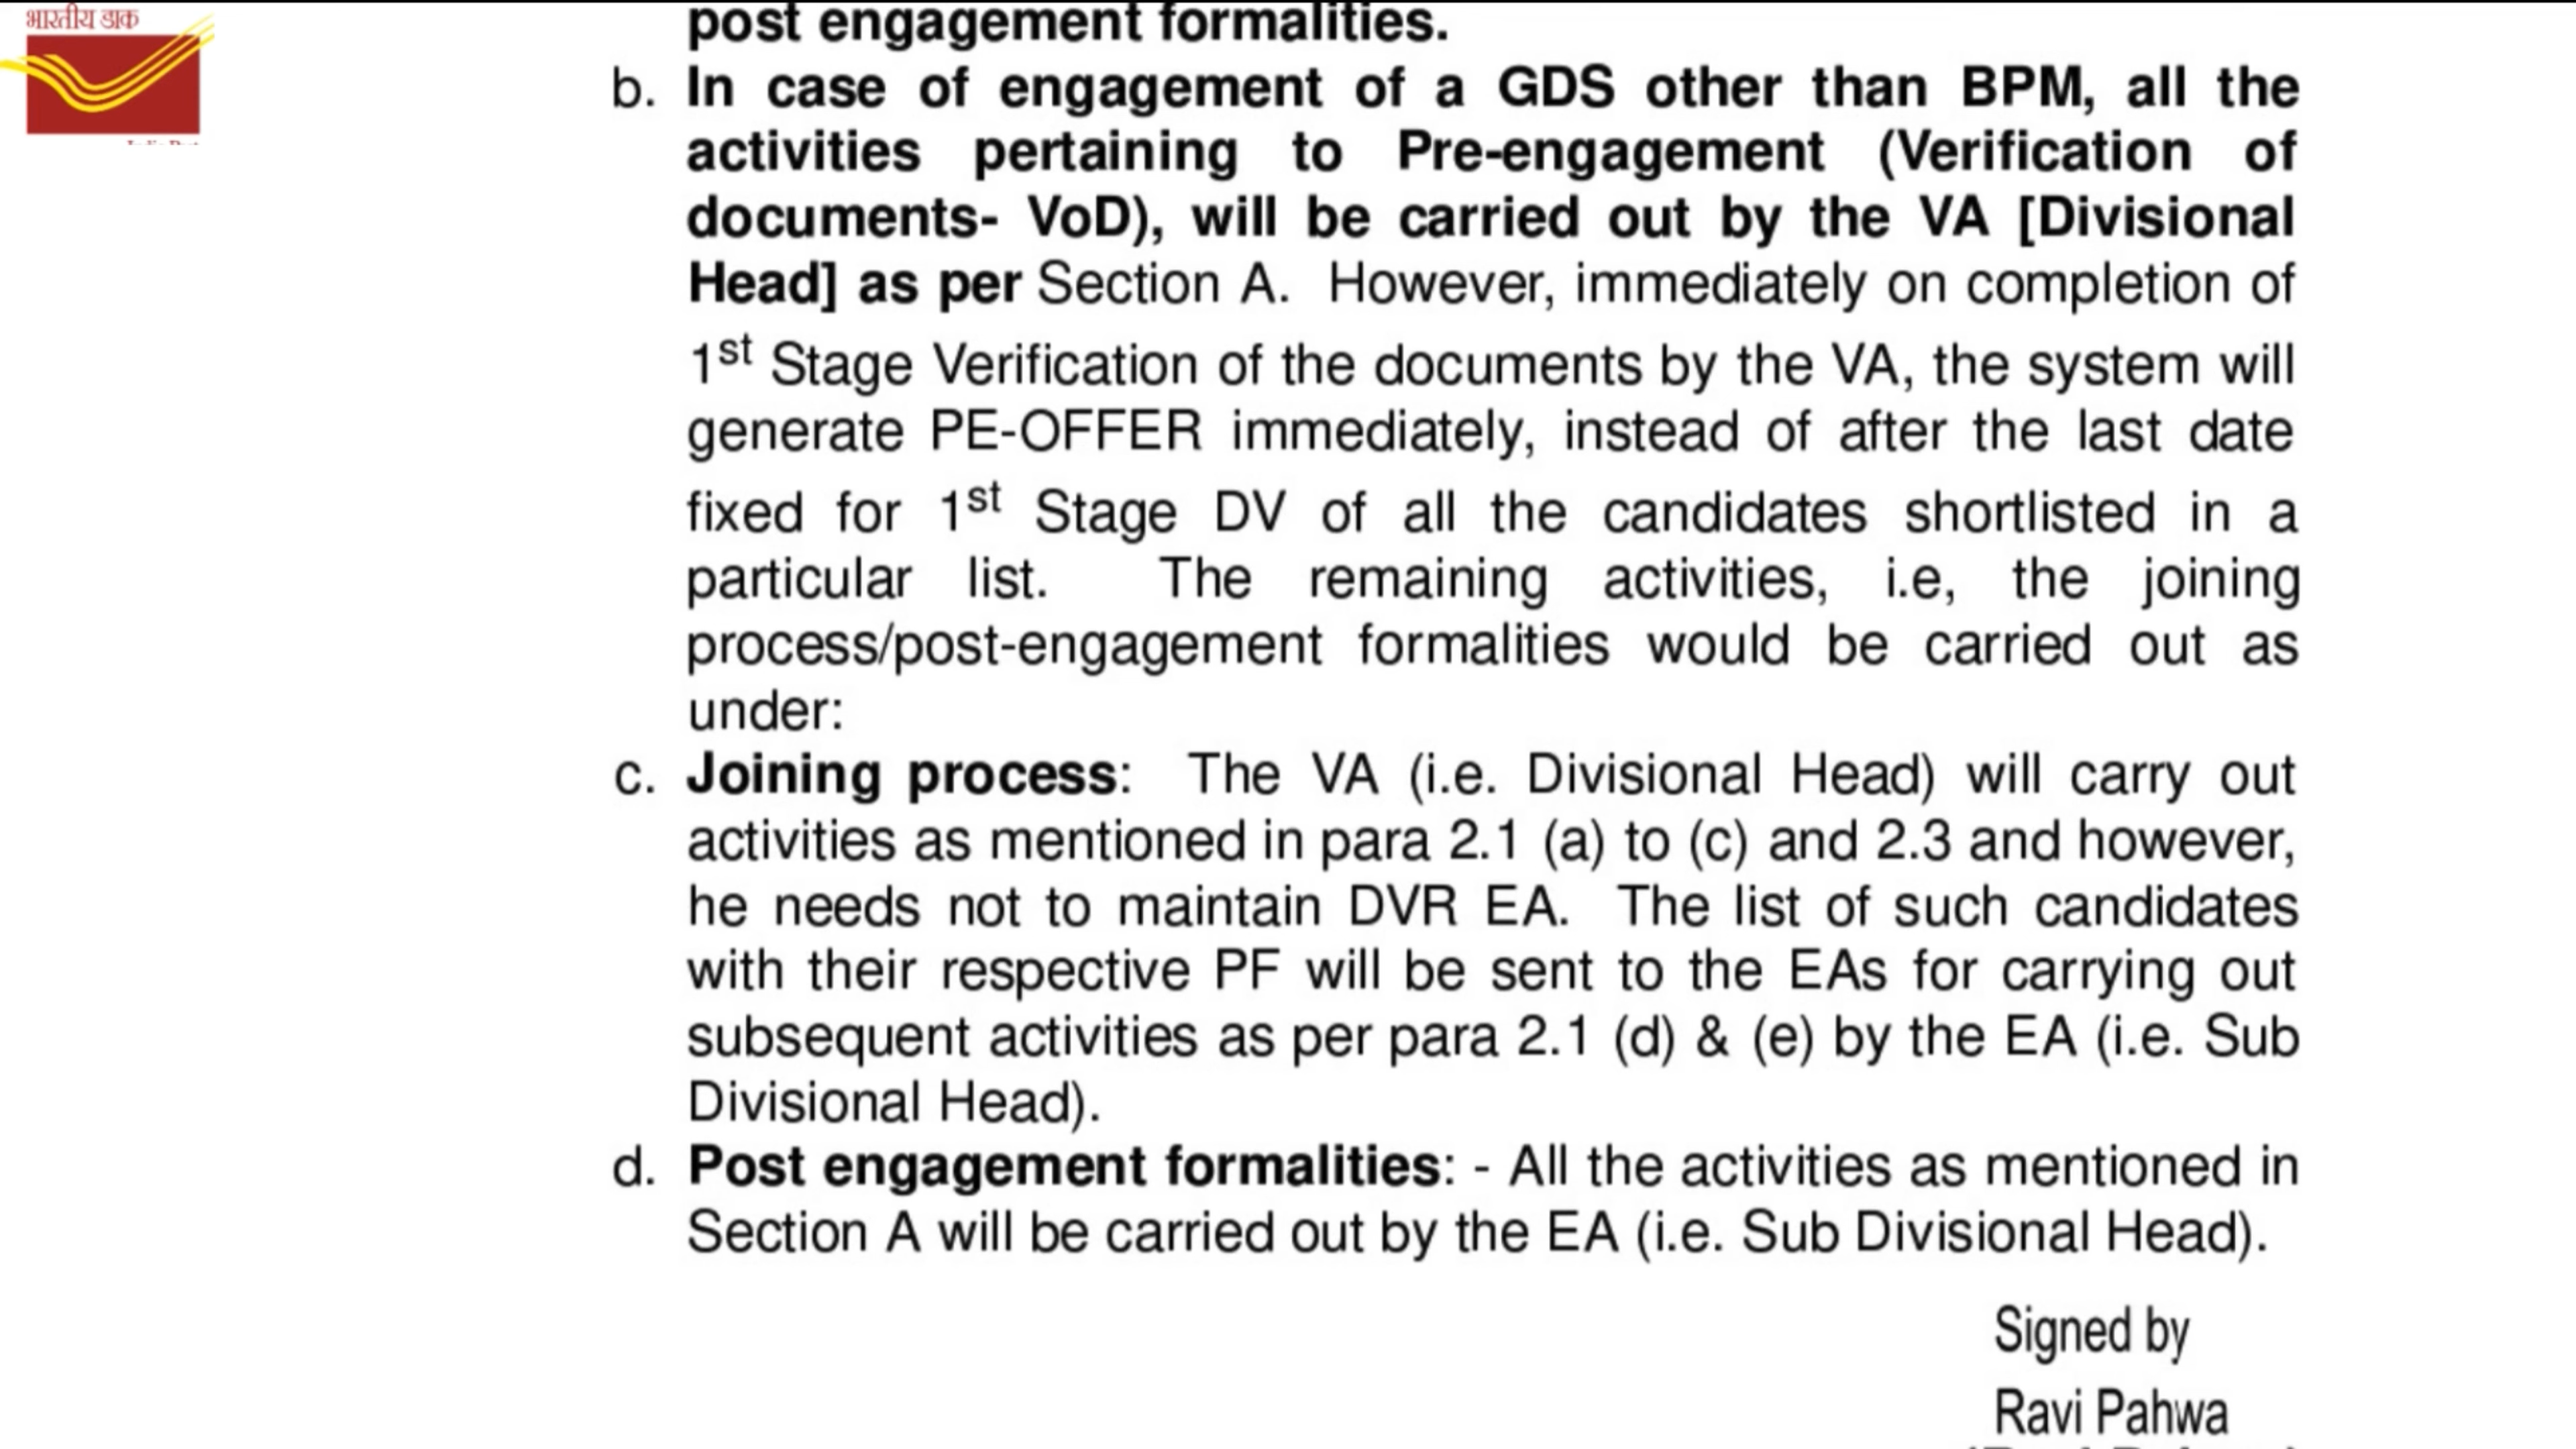 भारतीय डाक
post engagement formalities.
b. In case of engagement of a GDS other than BPM, all the
activities pertaining to Pre-engagement (Verification of
documents- VoD), will be carried out by the VA [Divisional
Head] as per Section A. However, immediately on completion of
1st Stage Verification of the documents by the VA, the system will
generate PE-OFFER immediately, instead of after the last date
fixed for 1st Stage DV of all the candidates shortlisted in a
particular list. The remaining activities, i.e, the joining
process/post-engagement formalities would be carried out as
under:
c. Joining process: The VA (i.e. Divisional Head) will carry out
activities as mentioned in para 2.1 (a) to (c) and 2.3 and however,
he needs not to maintain DVR EA. The list of such candidates
with their respective PF will be sent to the EAs for carrying out
subsequent activities as per para 2.1 (d) & (e) by the EA (i.e. Sub
Divisional Head).
d. Post engagement formalities: - All the activities as mentioned in
Section A will be carried out by the EA (i.e. Sub Divisional Head).
Signed by
Ravi Pahwa